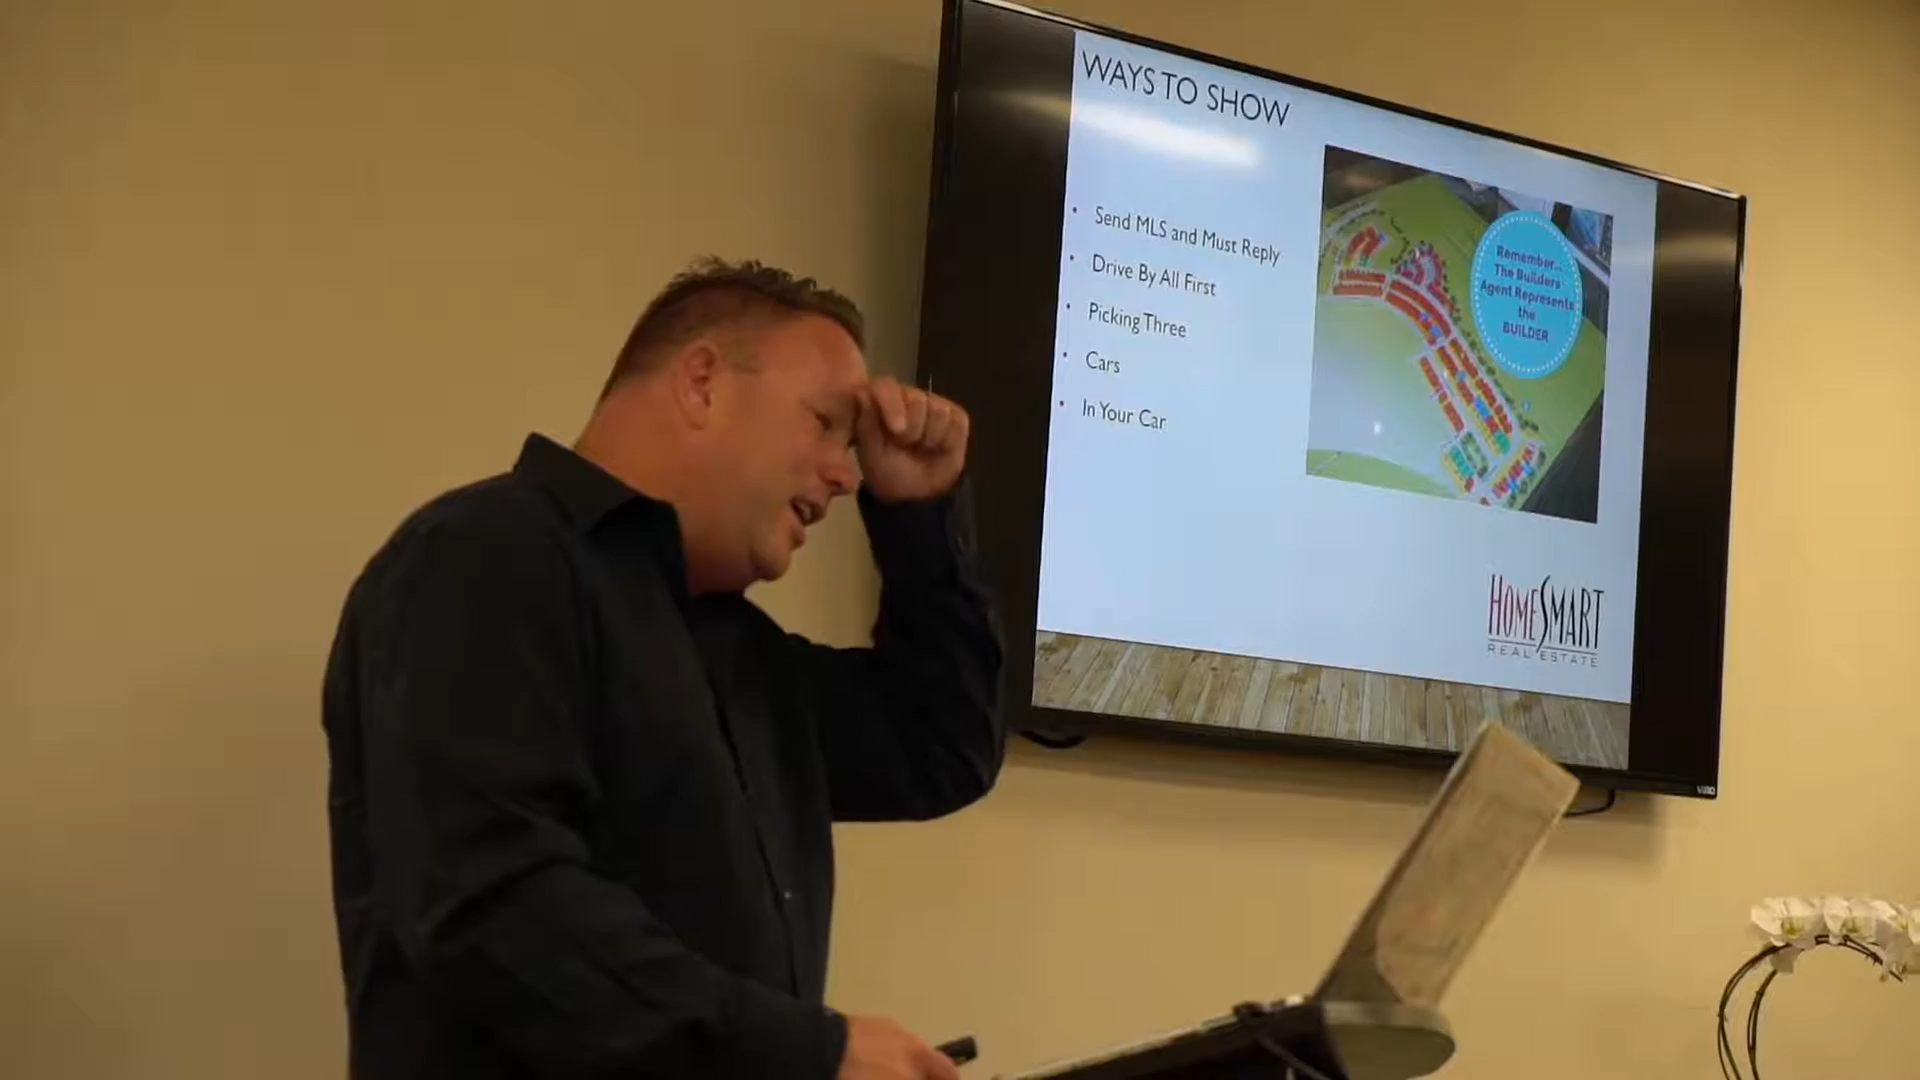 WAYS TO SHOW
• Send MLS and Must Reply
• Drive By All First
• Picking Three
• Cars
• In Your Car
Remember...
The Builders
Agent Represents
the
BUILDER
HOMESMART
REAL ESTATE
VIZIO